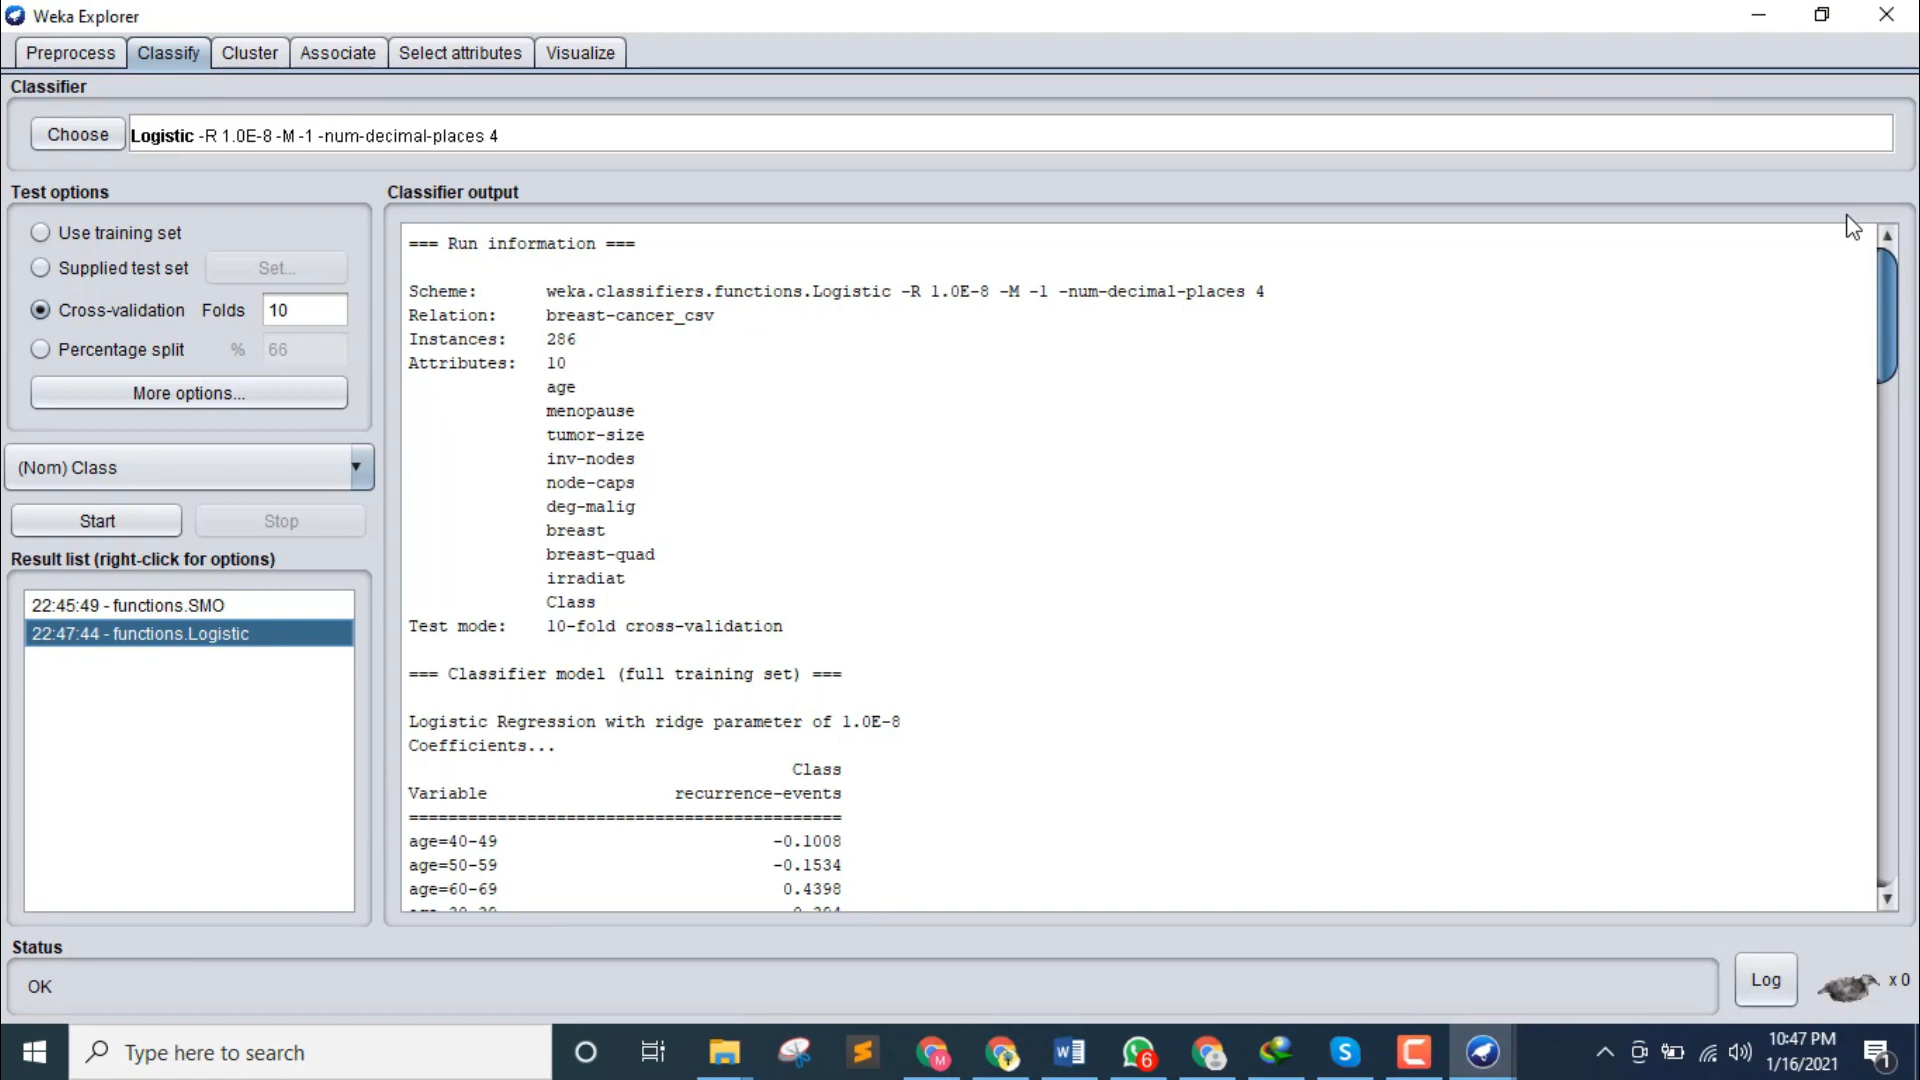 Weka Explorer
Preprocess Classify Cluster Associate Select attributes Visualize
Classifier
Choose Logistic -R 1.0E-8 -M -1 -num-decimal-places 4
Test options
Use training set
Supplied test set Set...
Cross-validation Folds 10
Percentage split % 66
More options...
(Nom) Class
Start Stop
Result list (right-click for options)
22:45:49 - functions.SMO
22:47:44 - functions.Logistic
Classifier output
=== Run information ===
Scheme: weka.classifiers.functions.Logistic -R 1.0E-8 -M -1 -num-decimal-places 4
Relation: breast-cancer_csv
Instances: 286
Attributes: 10
age
menopause
tumor-size
inv-nodes
node-caps
deg-malig
breast
breast-quad
irradiat
Class
Test mode: 10-fold cross-validation
=== Classifier model (full training set) ===
Logistic Regression with ridge parameter of 1.0E-8
Coefficients...
Class
Variable recurrence-events
============================================
age=40-49 -0.1008
age=50-59 -0.1534
age=60-69 0.4398
Status
OK
Log x 0
Type here to search
6
10:47 PM
1/16/2021
1